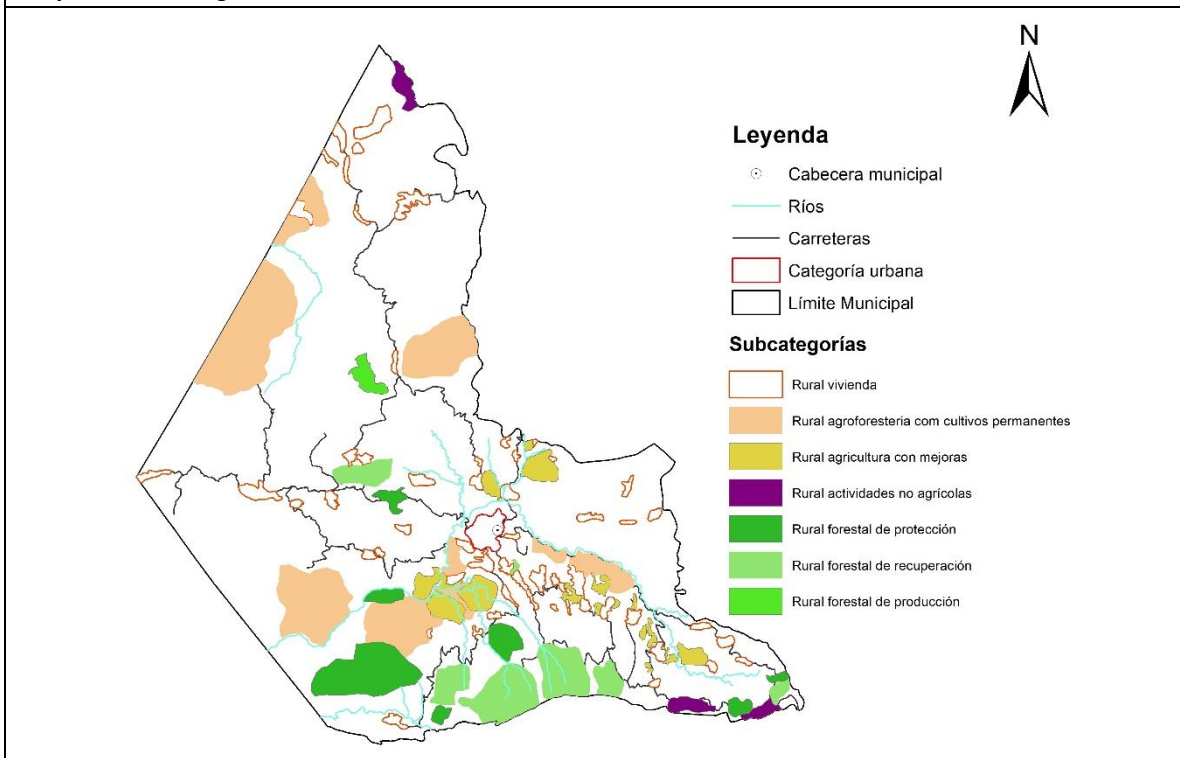 N
Leyenda
Cabecera municipal
Ríos
Carreteras
Categoría urbana
Límite Municipal
Subcategorías
Rural vivienda
Rural agroforesteria com cultivos permanentes
Rural agricultura con mejoras
Rural actividades no agrícolas
Rural forestal de protección
Rural forestal de recuperación
Rural forestal de producción